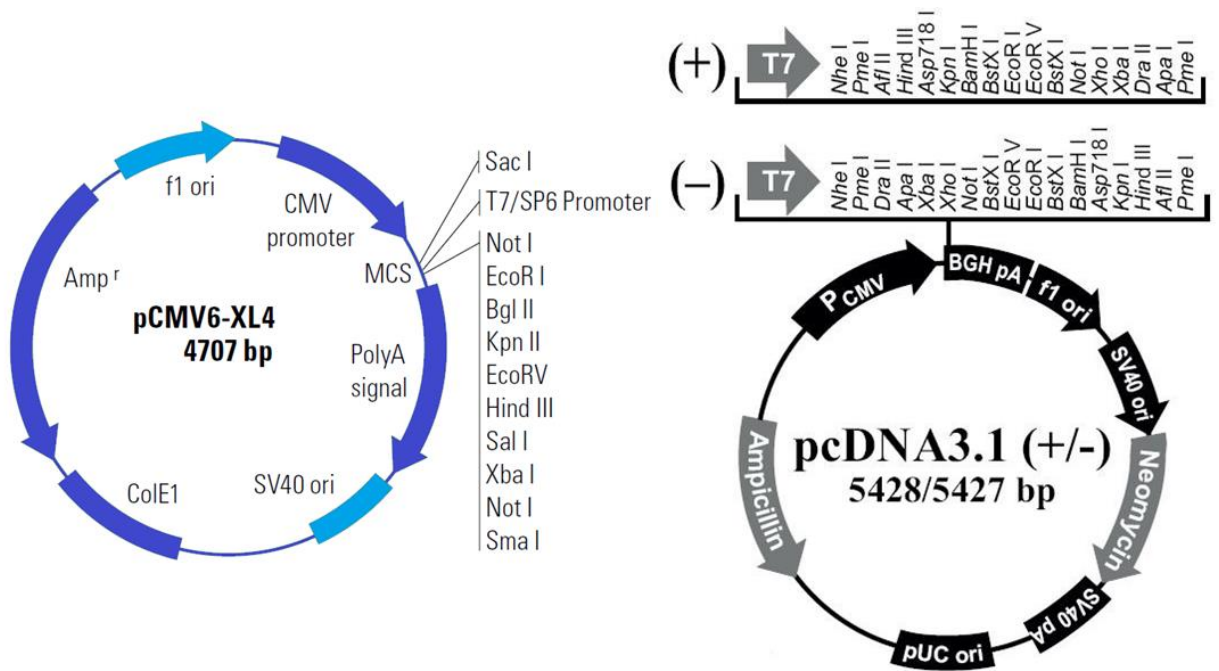 f1 ori
CMV
promoter
Amp r
MCS
pCMV6-XL4
4707 bp
PolyA
signal
SV40 ori
ColE1
Sac I
T7/SP6 Promoter
Not I
EcoR I
Bgl II
Kpn II
EcoRV
Hind III
Sal I
Xba I
Not I
Sma I
(+)
T7
Nhe I
Pme I
Afl II
Hind III
Asp718 I
Kpn I
BamH I
BstX I
EcoR I
EcoR V
BstX I
Not I
Xho I
Xba I
Dra II
Apa I
Pme I
(–)
T7
Nhe I
Pme I
Dra II
Apa I
Xba I
Xho I
Not I
BstX I
EcoR V
EcoR I
BstX I
BamH I
Asp718 I
Kpn I
Hind III
Afl II
Pme I
P CMV
BGH pA
f1 ori
SV40 ori
pcDNA3.1 (+/-)
5428/5427 bp
Neomycin
Ampicillin
SV40 pA
pUC ori